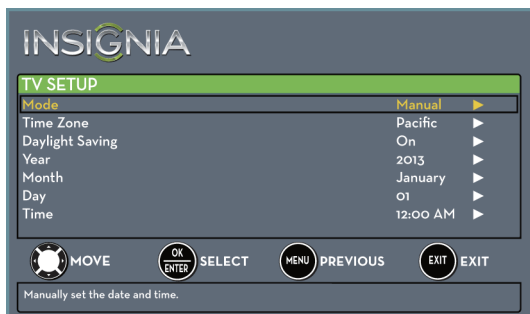 INSIGNIA
TV SETUP
Mode Manual ►
Time Zone Pacific ►
Daylight Saving On ►
Year 2013 ►
Month January ►
Day 01 ►
Time 12:00 AM ►
MOVE OK ENTER SELECT MENU PREVIOUS EXIT EXIT
Manually set the date and time.